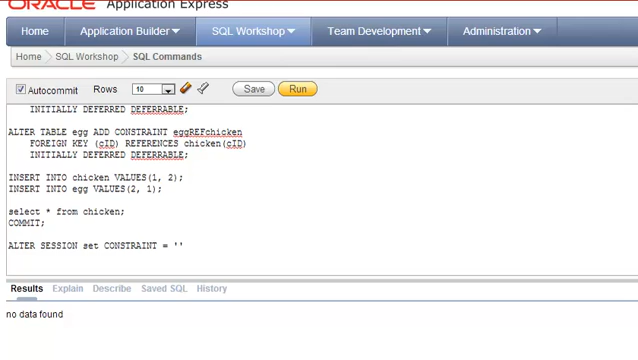 ORACLE Application Express
Home Application Builder SQL Workshop Team Development Administration
Home SQL Workshop SQL Commands
Autocommit Rows 10 Save Run
INITIALLY DEFERRED DEFERRABLE;
ALTER TABLE egg ADD CONSTRAINT eggREFchicken
FOREIGN KEY (cID) REFERENCES chicken(cID)
INITIALLY DEFERRED DEFERRABLE;
INSERT INTO chicken VALUES(1, 2);
INSERT INTO egg VALUES(2, 1);
select * from chicken;
COMMIT;
ALTER SESSION set CONSTRAINT = ''
Results Explain Describe Saved SQL History
no data found